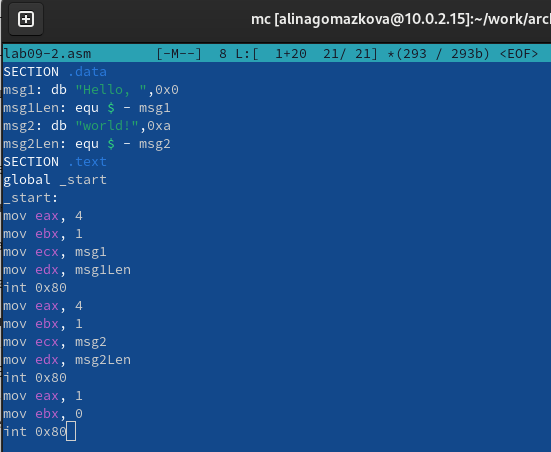 mc [alinagomazkova@10.0.2.15]:~/work/arc
lab09-2.asm [-M--] 8 L:[ 1+20 21/ 21] *(293 / 293b) <EOF>
SECTION .data
msg1: db "Hello, ",0x0
msg1Len: equ $ - msg1
msg2: db "world!",0xa
msg2Len: equ $ - msg2
SECTION .text
global _start
_start:
mov eax, 4
mov ebx, 1
mov ecx, msg1
mov edx, msg1Len
int 0x80
mov eax, 4
mov ebx, 1
mov ecx, msg2
mov edx, msg2Len
int 0x80
mov eax, 1
mov ebx, 0
int 0x80